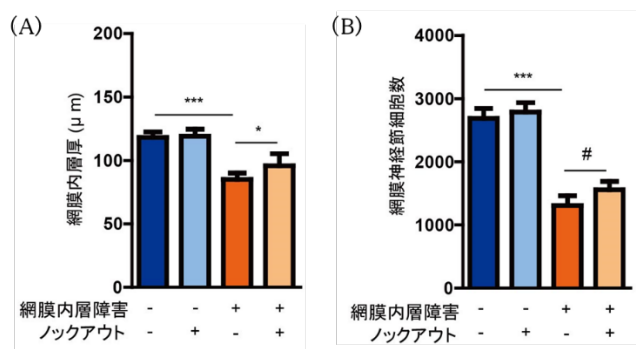 (A)
網膜内層厚 (μm)
200
150
100
50
0
***
*
網膜内層障害 - - + +
ノックアウト - + - +
(B)
網膜神経節細胞数
4000
3000
2000
1000
0
***
#
網膜内層障害 - - + +
ノックアウト - + - +